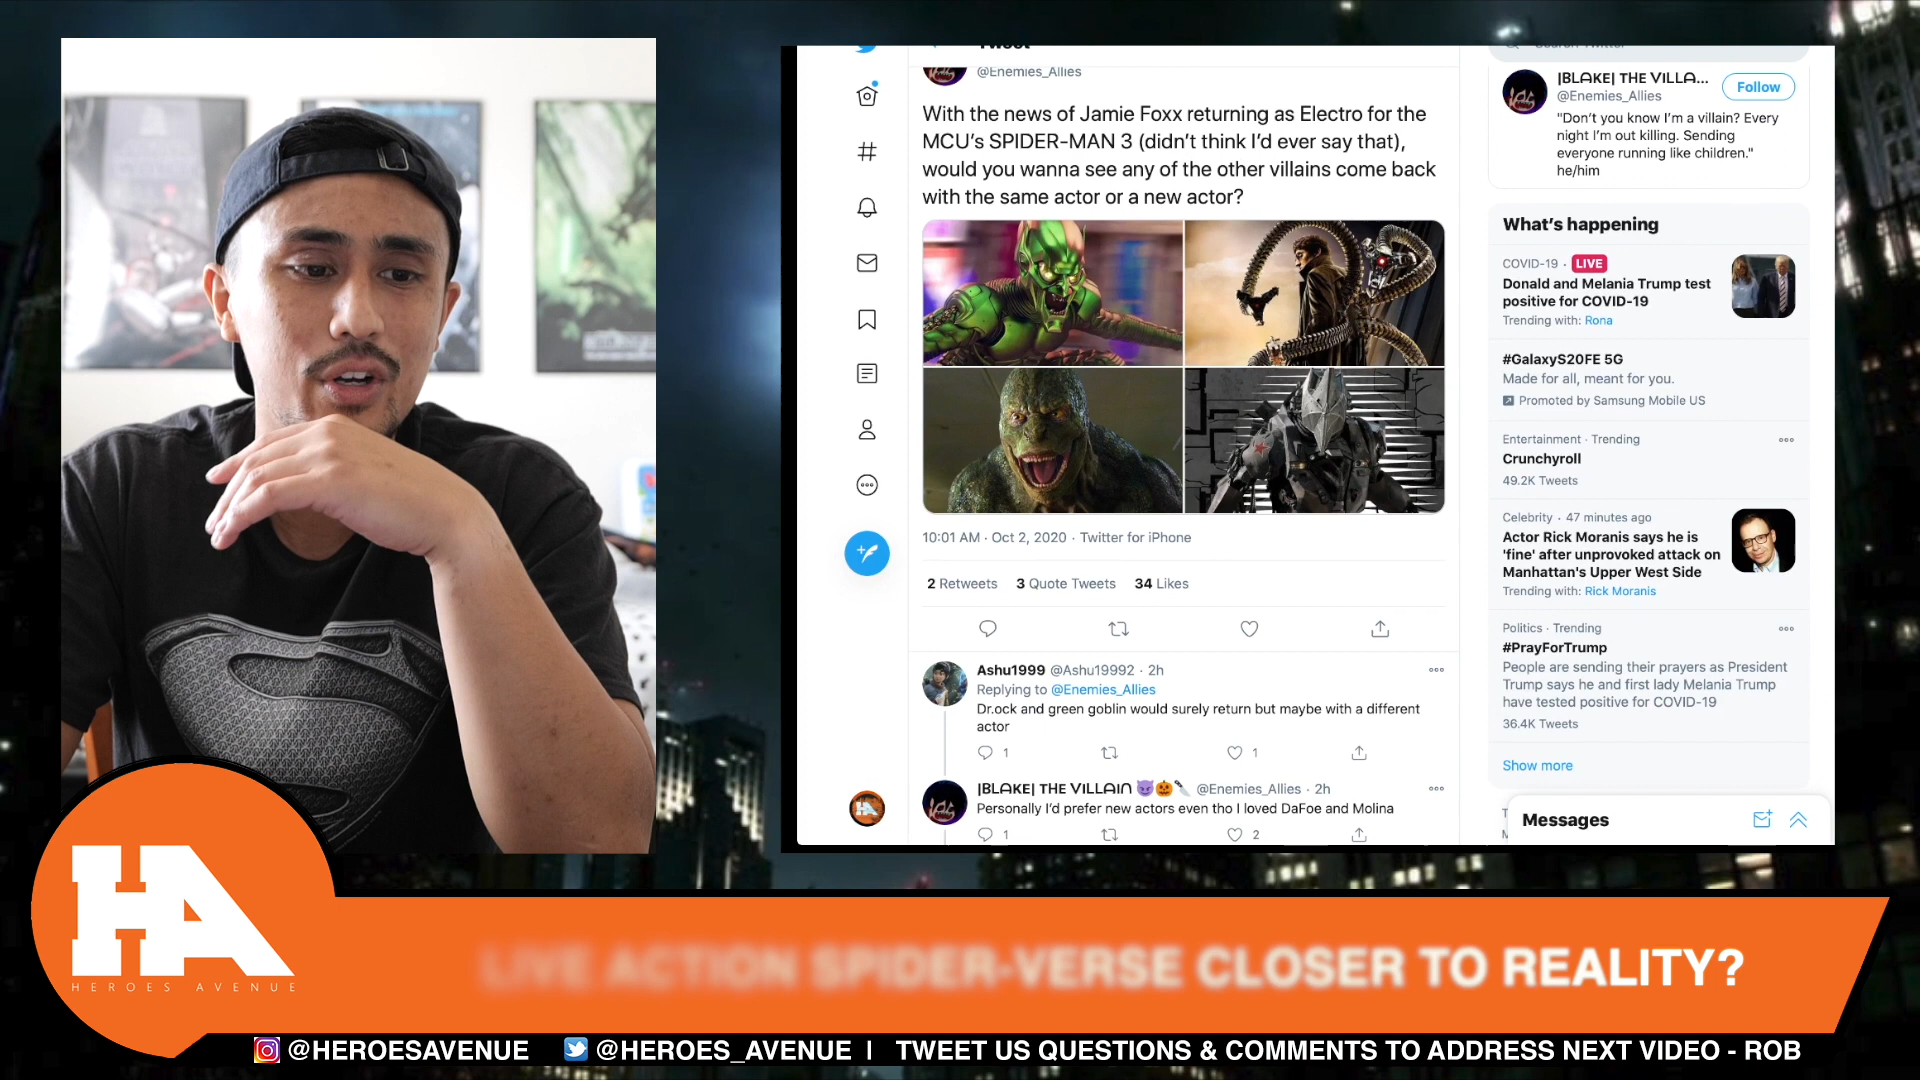 Tweet
Search Twitter
@Enemies_Allies
With the news of Jamie Foxx returning as Electro for the
MCU's SPIDER-MAN 3 (didn't think I'd ever say that),
would you wanna see any of the other villains come back
with the same actor or a new actor?
10:01 AM · Oct 2, 2020 · Twitter for iPhone
2 Retweets 3 Quote Tweets 34 Likes
Ashu1999 @Ashu19992 · 2h
Replying to @Enemies_Allies
Dr.ock and green goblin would surely return but maybe with a different
actor
1 1
|BLAKE| THE VILLAIN 😈🎃🔪 @Enemies_Allies · 2h
Personally I'd prefer new actors even tho I loved DaFoe and Molina
1 2
|BLAKE| THE VILLA...
Follow
@Enemies_Allies
"Don't you know I'm a villain? Every
night I'm out killing. Sending
everyone running like children."
he/him
What's happening
COVID-19 · LIVE
Donald and Melania Trump test
positive for COVID-19
Trending with: Rona
#GalaxyS20FE 5G
Made for all, meant for you.
Promoted by Samsung Mobile US
Entertainment · Trending
Crunchyroll
49.2K Tweets
Celebrity · 47 minutes ago
Actor Rick Moranis says he is
'fine' after unprovoked attack on
Manhattan's Upper West Side
Trending with: Rick Moranis
Politics · Trending
#PrayForTrump
People are sending their prayers as President
Trump says he and first lady Melania Trump
have tested positive for COVID-19
36.4K Tweets
Show more
Messages
HA
HEROES AVENUE
LIVE ACTION SPIDER-VERSE CLOSER TO REALITY?
@HEROESAVENUE @HEROES_AVENUE | TWEET US QUESTIONS & COMMENTS TO ADDRESS NEXT VIDEO - ROB